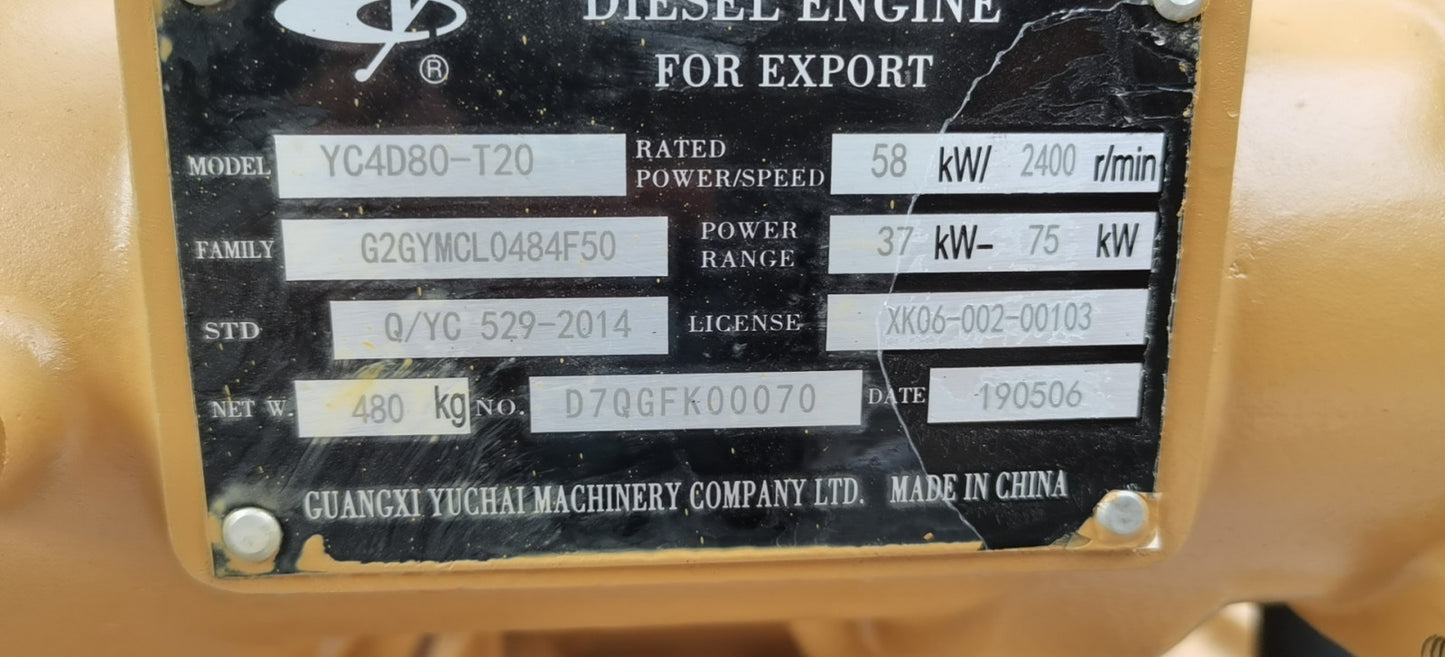 DIESEL ENGINE
FOR EXPORT
®
MODEL YC4D80-T20 RATED POWER/SPEED 58 kW/ 2400 r/min
FAMILY G2GYMCL0484F50 POWER RANGE 37 kW- 75 kW
STD Q/YC 529-2014 LICENSE XK06-002-00103
NET W. 480 kg NO. D7QGFK00070 DATE 190506
GUANGXI YUCHAI MACHINERY COMPANY LTD. MADE IN CHINA